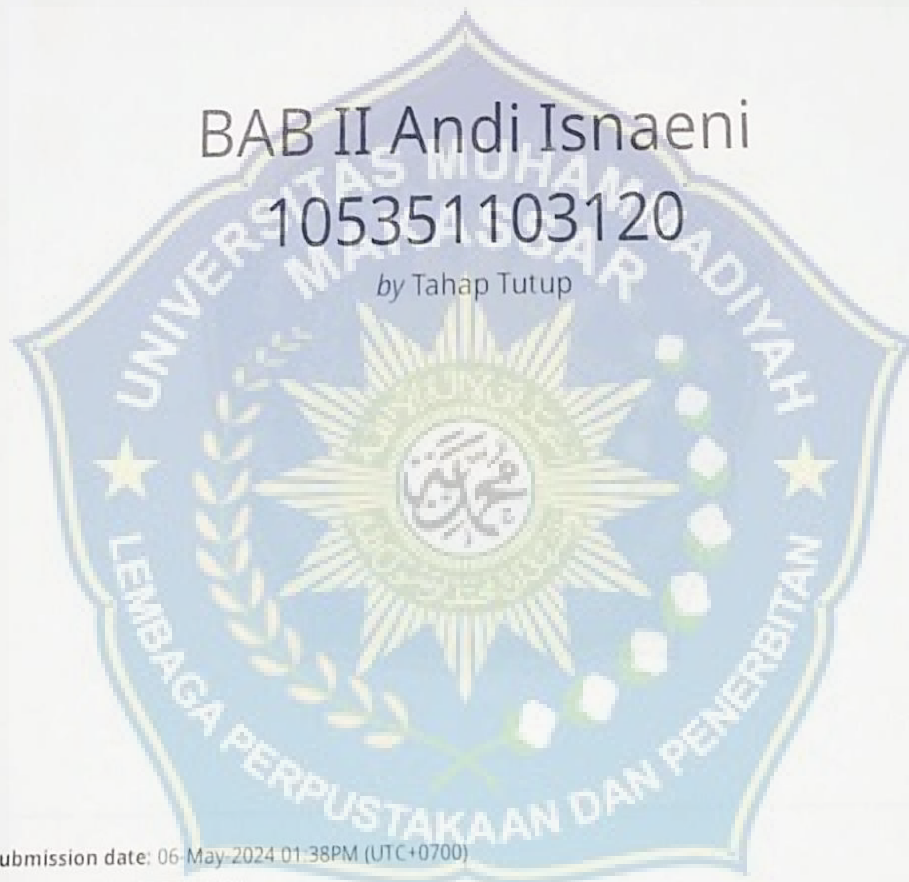 BAB II Andi Isnaeni
105351103120
by Tahap Tutup
UNIVERSITAS MUHAMMADIYAH
MAKASSAR
محمدية
LEMBAGA PERPUSTAKAAN DAN PENERBITAN
ubmission date: 06-May-2024 01:38PM (UTC+0700)